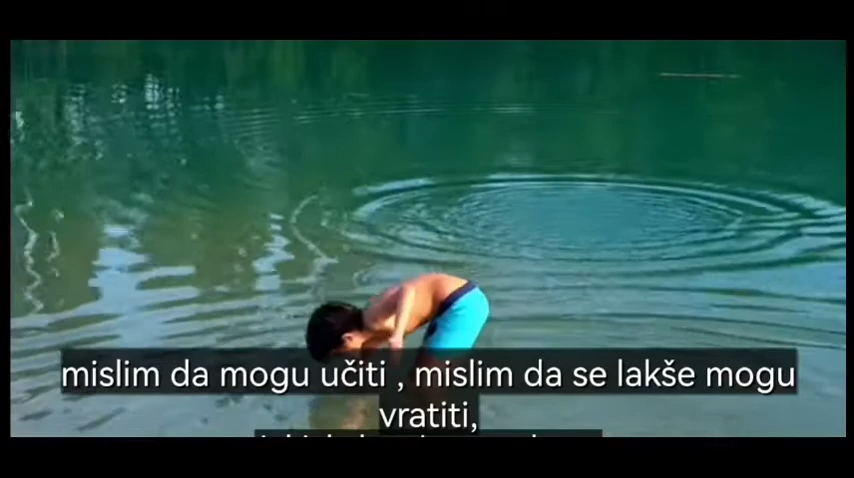 mislim da mogu učiti , mislim da se lakše mogu
vratiti,